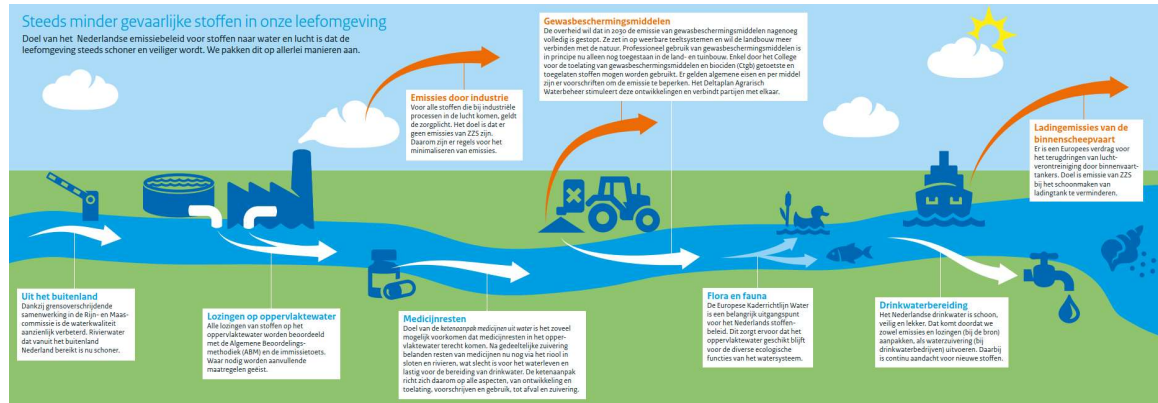 Steeds minder gevaarlijke stoffen in onze leefomgeving
Doel van het Nederlandse emissiebeleid voor stoffen naar water en lucht is dat de
leefomgeving steeds schoner en veiliger wordt. We pakken dit op allerlei manieren aan.
Gewasbeschermingsmiddelen
De overheid wil dat in 2030 de emissie van gewasbeschermingsmiddelen nagenoeg
volledig is gestopt. Ze zet in op weerbare teeltsystemen en wil de landbouw meer
verbinden met de natuur. Professioneel gebruik van gewasbeschermingsmiddelen is
in principe nu alleen nog toegestaan in de land- en tuinbouw. Enkel door het College
voor de toelating van gewasbeschermingsmiddelen en biociden (Ctgb) getoetste en
toegelaten stoffen mogen worden gebruikt. Er gelden algemene eisen en per middel
zijn er voorschriften om de emissie te beperken. Het Deltaplan Agrarisch
Waterbeheer stimuleert deze ontwikkelingen en verbindt partijen met elkaar.
Emissies door industrie
Voor alle stoffen die bij industriële
processen in de lucht komen, geldt
de zorgplicht. Het doel is dat er
geen emissies van ZZS zijn.
Daarom zijn er regels voor het
minimaliseren van emissies.
Ladingemissies van de
binnenscheepvaart
Er is een Europees verdrag voor
het terugdringen van lucht-
verontreiniging door binnenvaart-
tankers. Doel is emissie van ZZS
bij het schoonmaken van
ladingtank te verminderen.
Uit het buitenland
Dankzij grensoverschrijdende
samenwerking in de Rijn- en Maas-
commissie is de waterkwaliteit
aanzienlijk verbeterd. Rivierwater
dat vanuit het buitenland
Nederland bereikt is nu schoner.
Lozingen op oppervlaktewater
Alle lozingen van stoffen op het
oppervlaktewater worden beoordeeld
met de Algemene Beoordelings-
methodiek (ABM) en de immissietoets.
Waar nodig worden aanvullende
maatregelen geëist.
Medicijnresten
Doel van de ketenaanpak medicijnen uit water is het zoveel
mogelijk voorkomen dat medicijnresten in het opper-
vlaktewater terecht komen. Na gedeeltelijke zuivering
belanden resten van medicijnen nu nog via het riool in
sloten en rivieren, wat slecht is voor het waterleven en
lastig voor de bereiding van drinkwater. De ketenaanpak
richt zich daarom op alle aspecten, van ontwikkeling en
toelating, voorschrijven en gebruik, tot afval en zuivering.
Flora en fauna
De Europese Kaderrichtlijn Water
is een belangrijk uitgangspunt
voor het Nederlands stoffen-
beleid. Dit zorgt ervoor dat het
oppervlaktewater geschikt blijft
voor de diverse ecologische
functies van het watersysteem.
Drinkwaterbereiding
Het Nederlandse drinkwater is schoon,
veilig en lekker. Dat komt doordat we
zowel emissies en lozingen (bij de bron)
aanpakken, als waterzuivering (bij
drinkwaterbedrijven) uitvoeren. Daarbij
is continu aandacht voor nieuwe stoffen.